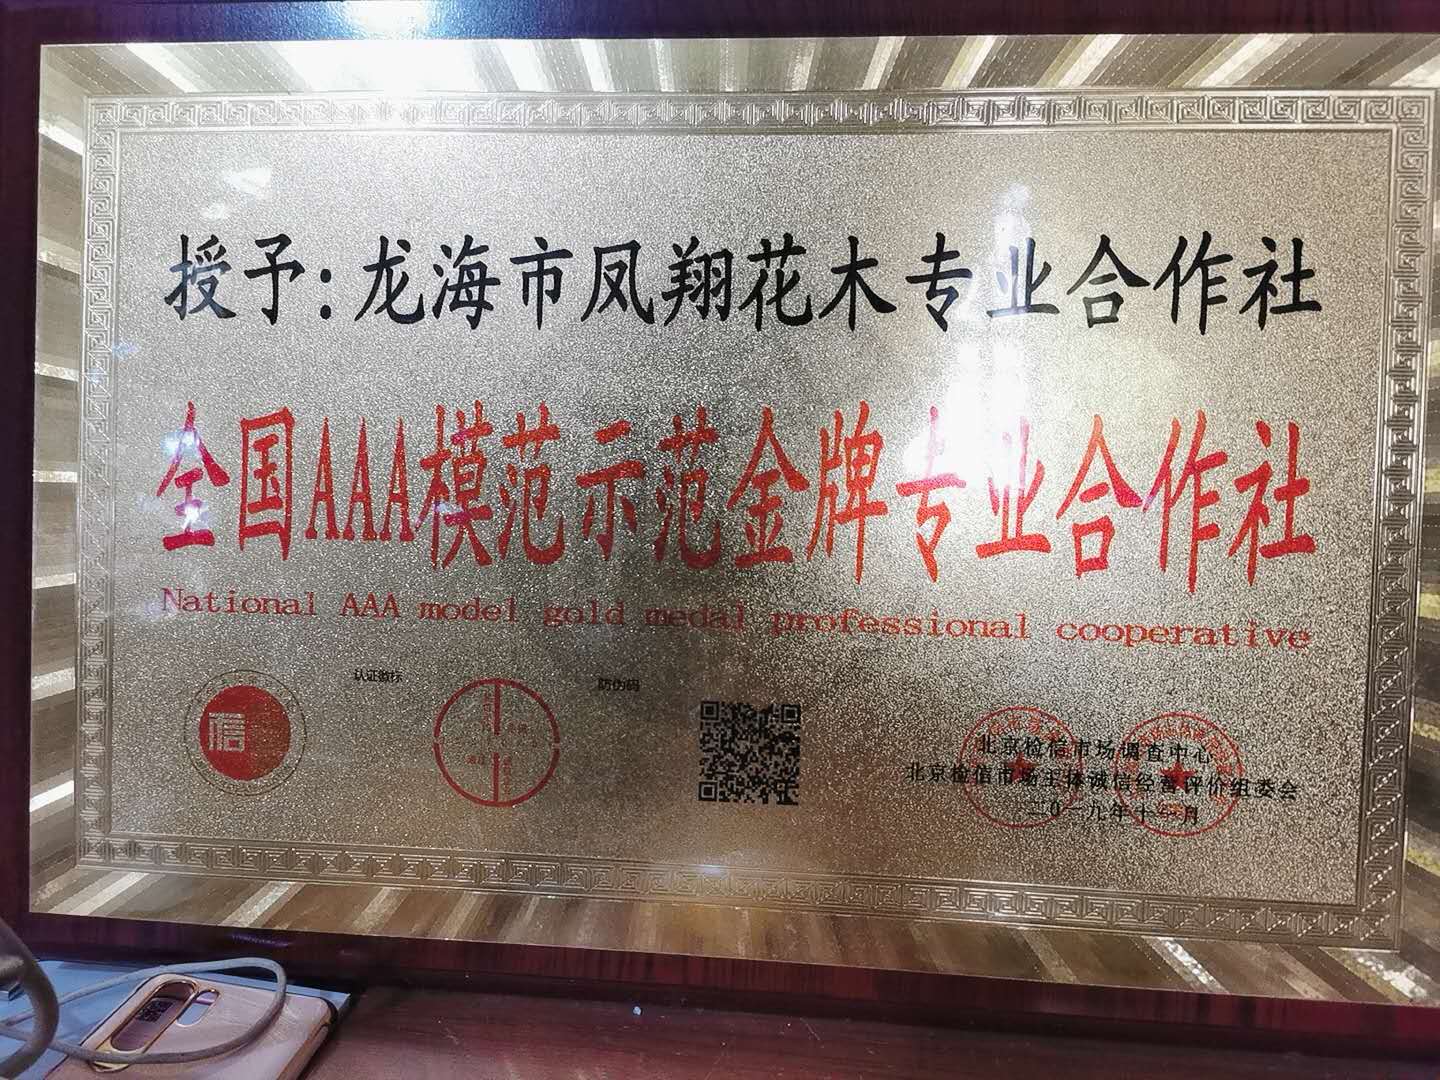 授予:龙海市凤翔花木专业合作社
全国AAA模范示范金牌专业合作社
National AAA model gold medal professional cooperative
认证徽标
防伪码
信
北京检信市场调查中心
北京检信市场主体诚信经营评价组委会
二0一九年十一月